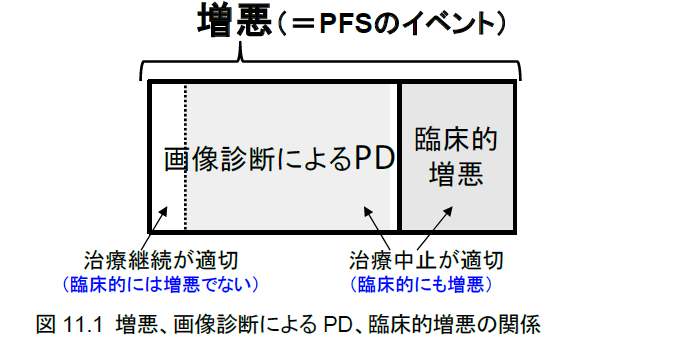 増悪(＝PFSのイベント)
画像診断によるPD
臨床的
増悪
治療継続が適切
(臨床的には増悪でない)
治療中止が適切
(臨床的にも増悪)
図 11.1 増悪、画像診断による PD、臨床的増悪の関係